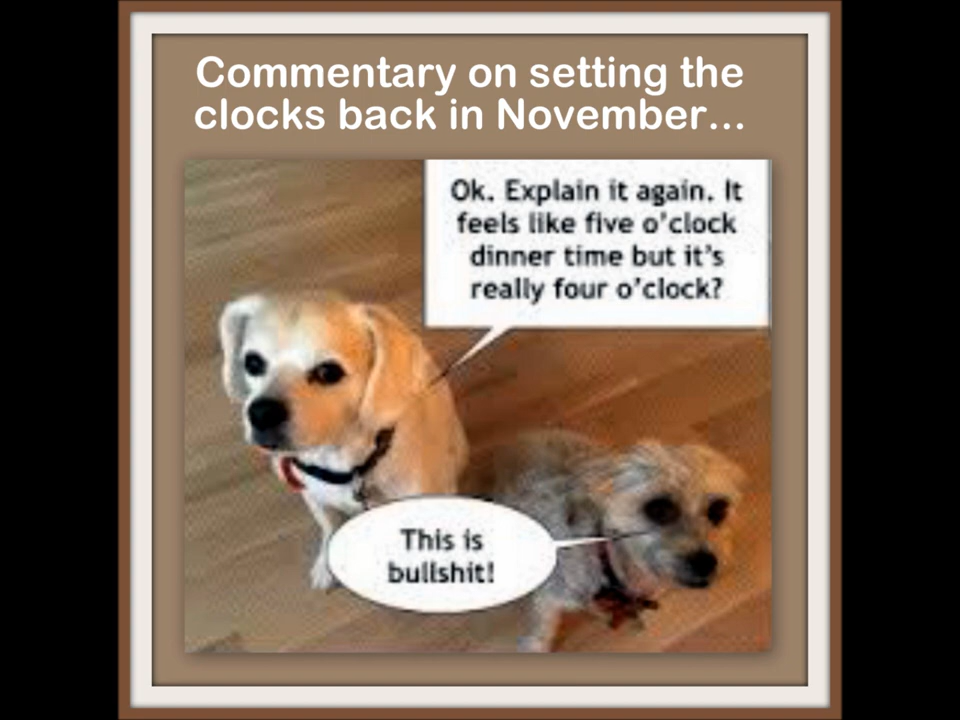 Commentary on setting the
clocks back in November...
Ok. Explain it again. It
feels like five o'clock
dinner time but it's
really four o'clock?
This is
bullshit!